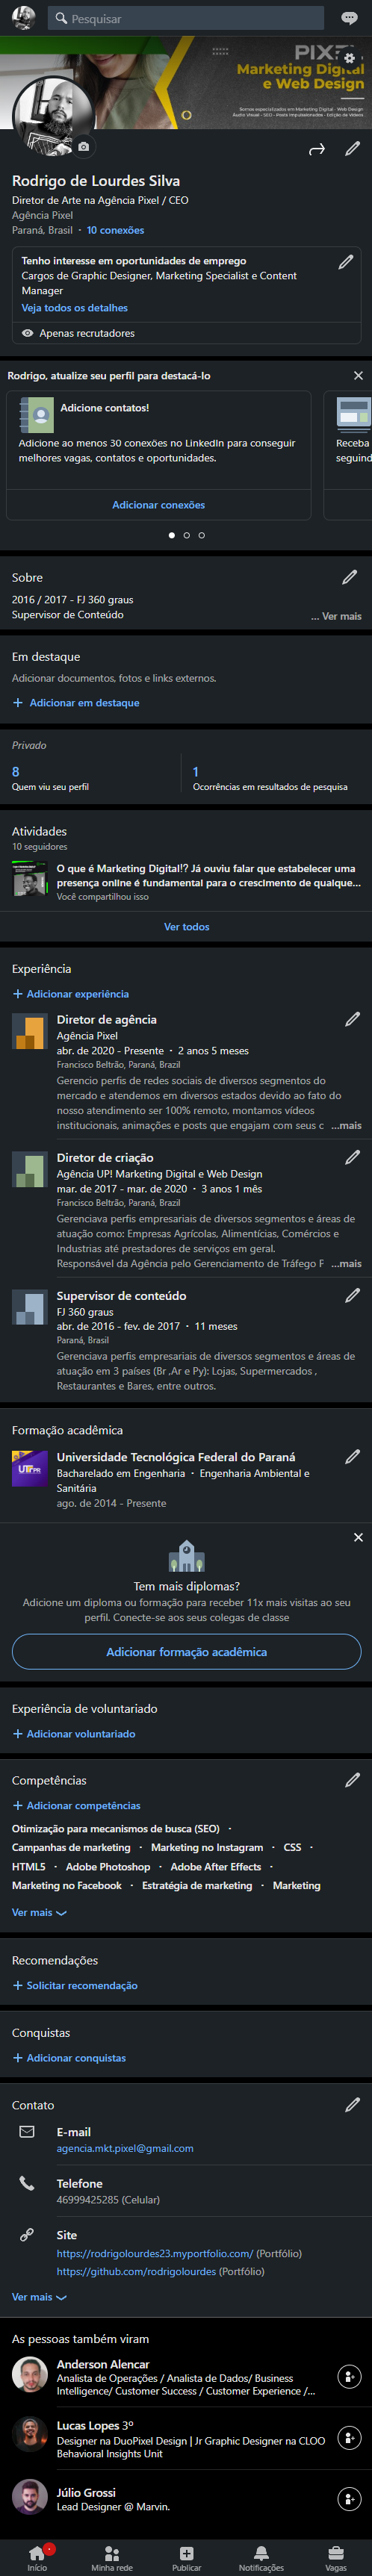 Pesquisar
PIXEL
Marketing Digital
e Web Design
Somos especializados em Marketing Digital - Web Design
Áudio Visual - SEO - Posts Impulsionados - Edição de Vídeos
Rodrigo de Lourdes Silva
Diretor de Arte na Agência Pixel / CEO
Agência Pixel
Paraná, Brasil · 10 conexões
Tenho interesse em oportunidades de emprego
Cargos de Graphic Designer, Marketing Specialist e Content
Manager
Veja todos os detalhes
Apenas recrutadores
Rodrigo, atualize seu perfil para destacá-lo
Adicione contatos!
Adicione ao menos 30 conexões no LinkedIn para conseguir
melhores vagas, contatos e oportunidades.
Adicionar conexões
Receba
seguind
Sobre
2016 / 2017 - FJ 360 graus
Supervisor de Conteúdo
... Ver mais
Em destaque
Adicionar documentos, fotos e links externos.
+ Adicionar em destaque
Privado
8
Quem viu seu perfil
1
Ocorrências em resultados de pesquisa
Atividades
10 seguidores
O que é Marketing Digital!? Já ouviu falar que estabelecer uma
presença online é fundamental para o crescimento de qualque...
Você compartilhou isso
Ver todos
Experiência
+ Adicionar experiência
Diretor de agência
Agência Pixel
abr. de 2020 - Presente · 2 anos 5 meses
Francisco Beltrão, Paraná, Brazil
Gerencio perfis de redes sociais de diversos segmentos do
mercado e atendemos em diversos estados devido ao fato do
nosso atendimento ser 100% remoto, montamos vídeos
institucionais, animações e posts que engajam com seus c ...mais
Diretor de criação
Agência UP! Marketing Digital e Web Design
mar. de 2017 - mar. de 2020 · 3 anos 1 mês
Francisco Beltrão, Paraná, Brazil
Gerenciava perfis empresariais de diversos segmentos e áreas de
atuação como: Empresas Agrícolas, Alimentícias, Comércios e
Industrias até prestadores de serviços em geral.
Responsável da Agência pelo Gerenciamento de Tráfego F ...mais
Supervisor de conteúdo
FJ 360 graus
abr. de 2016 - fev. de 2017 · 11 meses
Paraná, Brasil
Gerenciava perfis empresariais de diversos segmentos e áreas de
atuação em 3 países (Br ,Ar e Py): Lojas, Supermercados ,
Restaurantes e Bares, entre outros.
Formação acadêmica
UTFPR
Universidade Tecnológica Federal do Paraná
Bacharelado em Engenharia · Engenharia Ambiental e
Sanitária
ago. de 2014 - Presente
Tem mais diplomas?
Adicione um diploma ou formação para receber 11x mais visitas ao seu
perfil. Conecte-se aos seus colegas de classe
Adicionar formação acadêmica
Experiência de voluntariado
+ Adicionar voluntariado
Competências
+ Adicionar competências
Otimização para mecanismos de busca (SEO) ·
Campanhas de marketing · Marketing no Instagram · CSS ·
HTML5 · Adobe Photoshop · Adobe After Effects ·
Marketing no Facebook · Estratégia de marketing · Marketing
Ver mais
Recomendações
+ Solicitar recomendação
Conquistas
+ Adicionar conquistas
Contato
E-mail
agencia.mkt.pixel@gmail.com
Telefone
46999425285 (Celular)
Site
https://rodrigolourdes23.myportfolio.com/ (Portfólio)
https://github.com/rodrigolourdes (Portfólio)
Ver mais
As pessoas também viram
Anderson Alencar
Analista de Operações / Analista de Dados/ Business
Intelligence/ Customer Success / Customer Experience /...
Lucas Lopes 3º
Designer na DuoPixel Design | Jr Graphic Designer na CLOO
Behavioral Insights Unit
Júlio Grossi
Lead Designer @ Marvin.
Início
Minha rede
Publicar
Notificações
Vagas